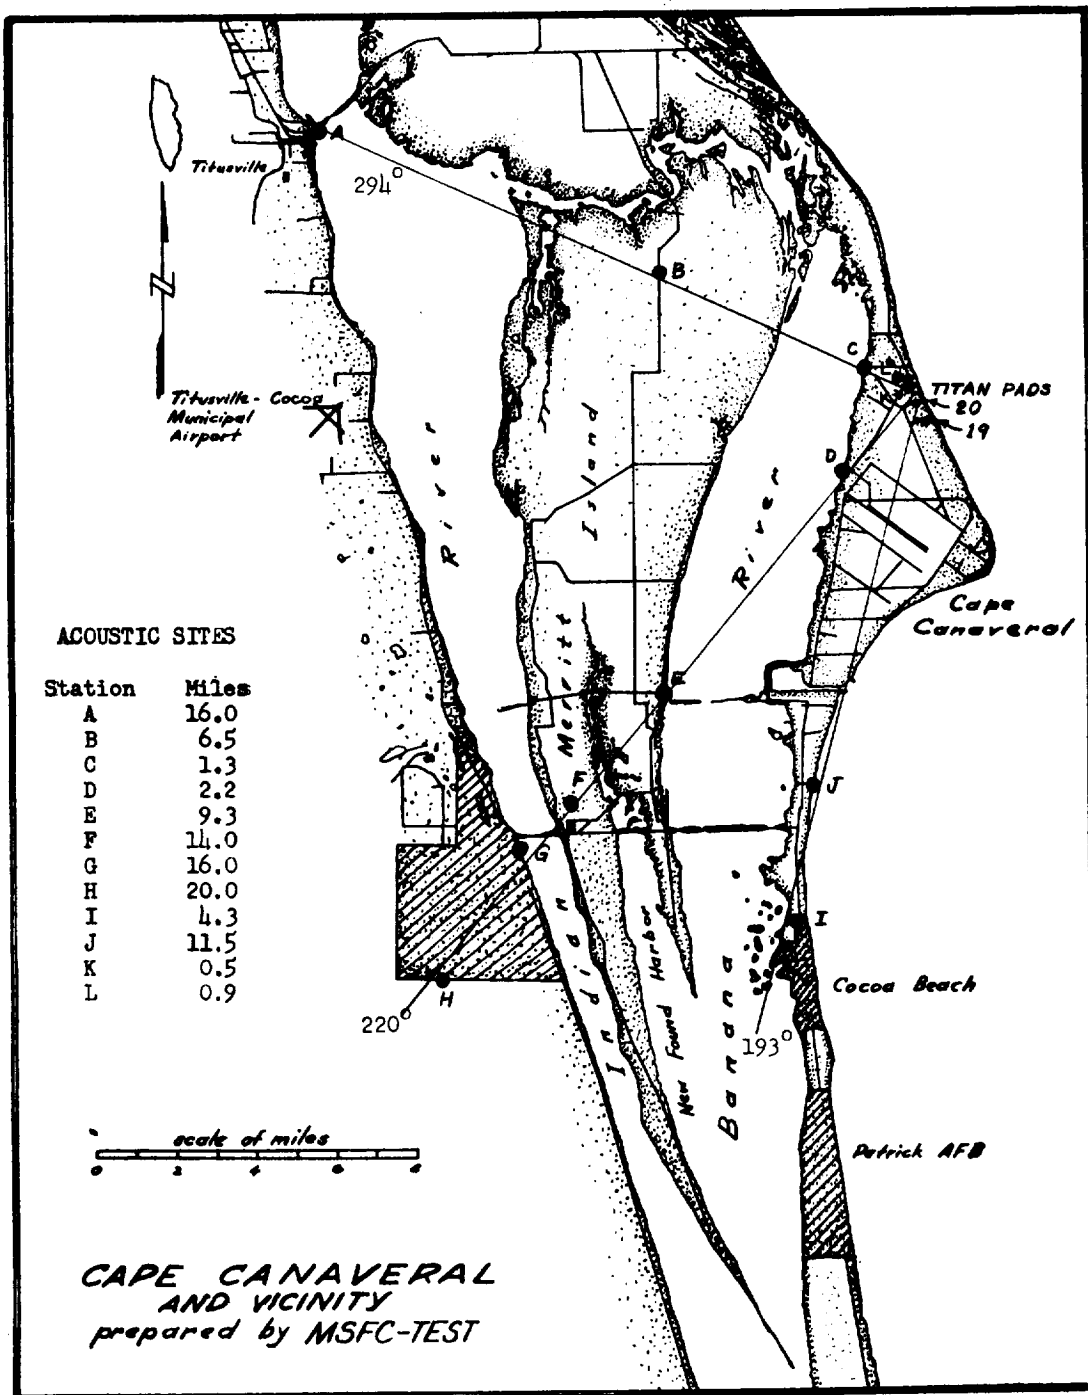 A
Titusville
294°
B
C
L
K
TITAN PADS
20
19
Titusville - Cocoa
Municipal
Airport
D
River
Island
River
Cape
Canaveral
ACOUSTIC SITES
Station Miles
A 16.0
B 6.5
C 1.3
D 2.2
E 9.3
F 14.0
G 16.0
H 20.0
I 4.3
J 11.5
K 0.5
L 0.9
Merritt
E
F
J
G
I
H
220°
Indian
New Found Harbor
Banana
193°
Cocoa Beach
Patrick AFB
scale of miles
0 2 4 6 8
CAPE CANAVERAL
AND VICINITY
prepared by MSFC-TEST